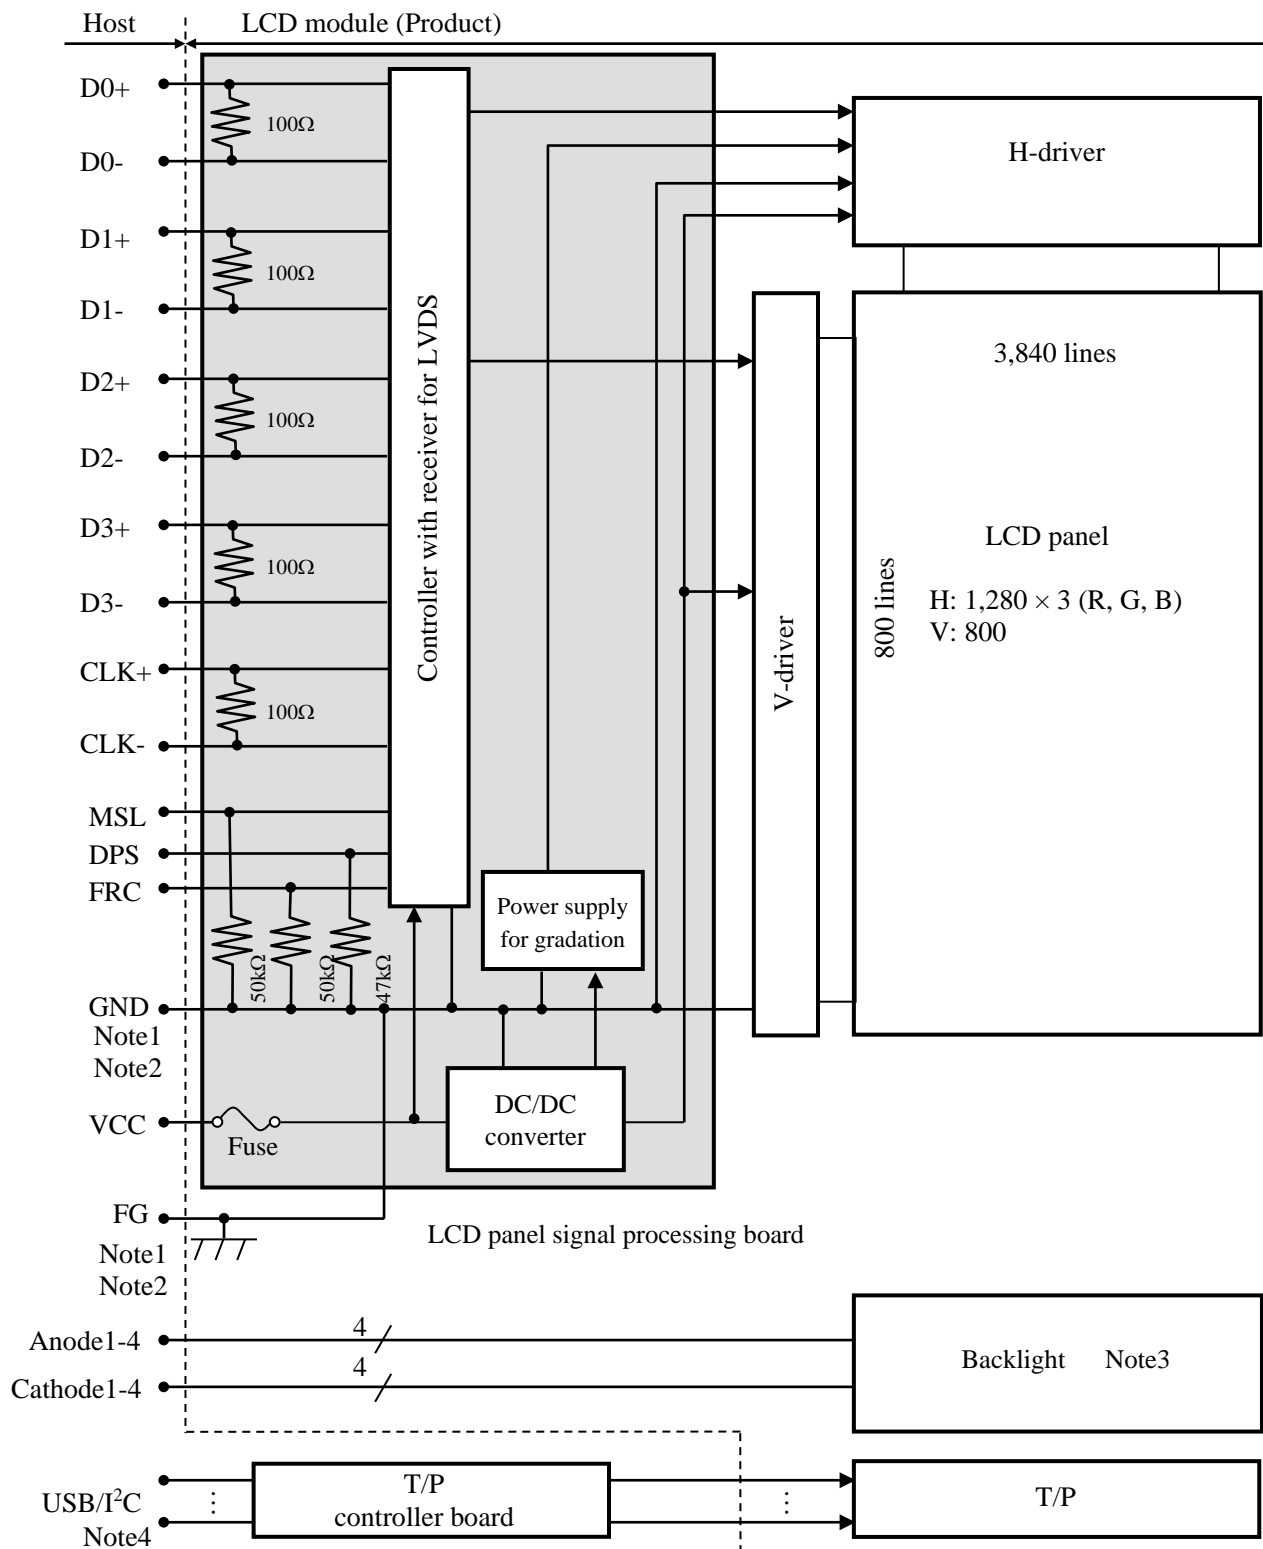 Host
LCD module (Product)
D0+
100Ω
D0-
H-driver
D1+
100Ω
D1-
D2+
100Ω
D2-
D3+
100Ω
D3-
CLK+
100Ω
CLK-
MSL
DPS
FRC
Controller with receiver for LVDS
3,840 lines
800 lines
LCD panel
H: 1,280 × 3 (R, G, B)
V: 800
V-driver
Power supply
for gradation
50kΩ
50kΩ
47kΩ
GND
Note1
Note2
VCC
Fuse
DC/DC
converter
FG
Note1
Note2
LCD panel signal processing board
Anode1-4
4
Cathode1-4
4
Backlight Note3
USB/I²C
Note4
T/P
controller board
T/P